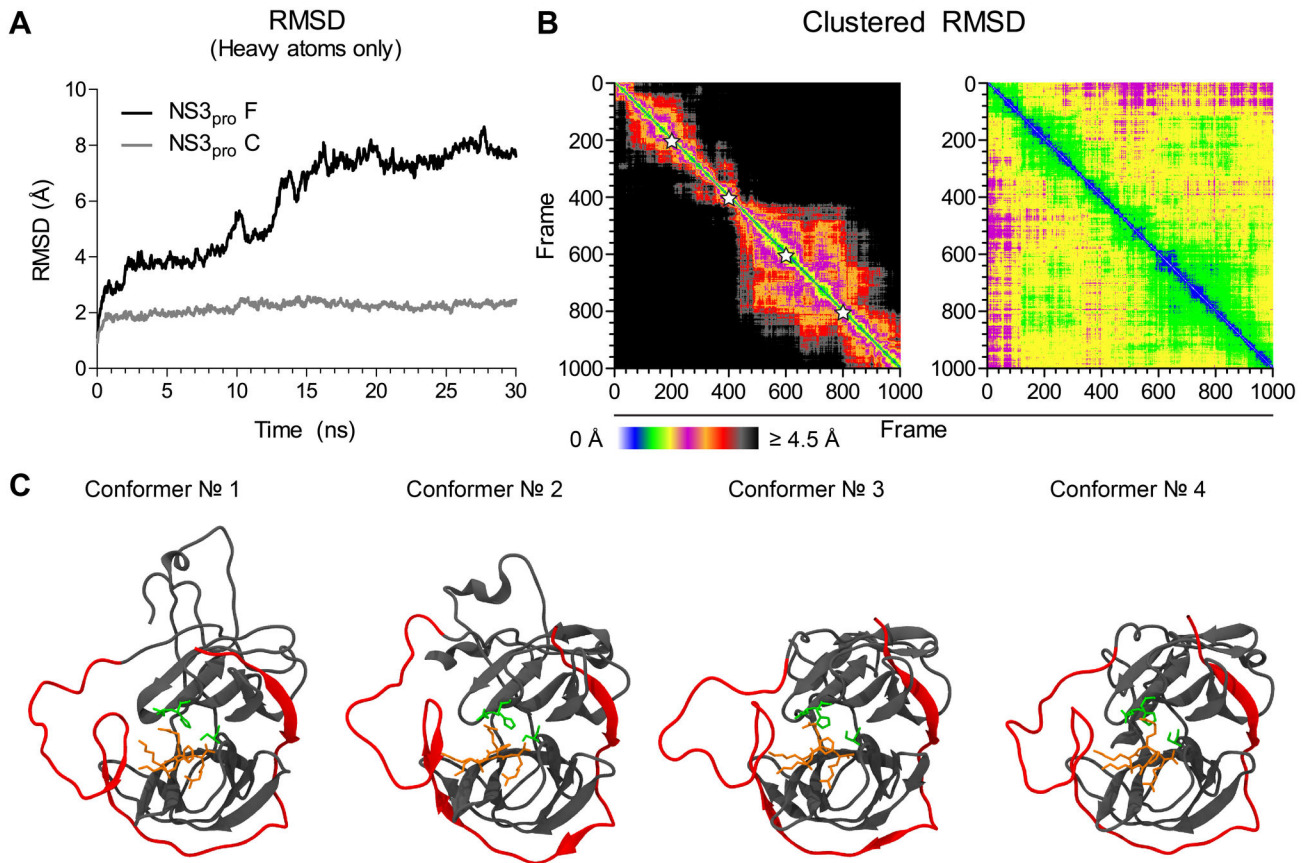 A
RMSD
(Heavy atoms only)
10
8
6
4
2
0
RMSD (Å)
NS3pro F
NS3pro C
0 5 10 15 20 25 30
Time (ns)
B
Clustered RMSD
0
200
400
600
800
1000
Frame
0 200 400 600 800 1000
0
200
400
600
800
1000
0 200 400 600 800 1000
Frame
0 Å ≥ 4.5 Å
C
Conformer № 1 Conformer № 2 Conformer № 3 Conformer № 4